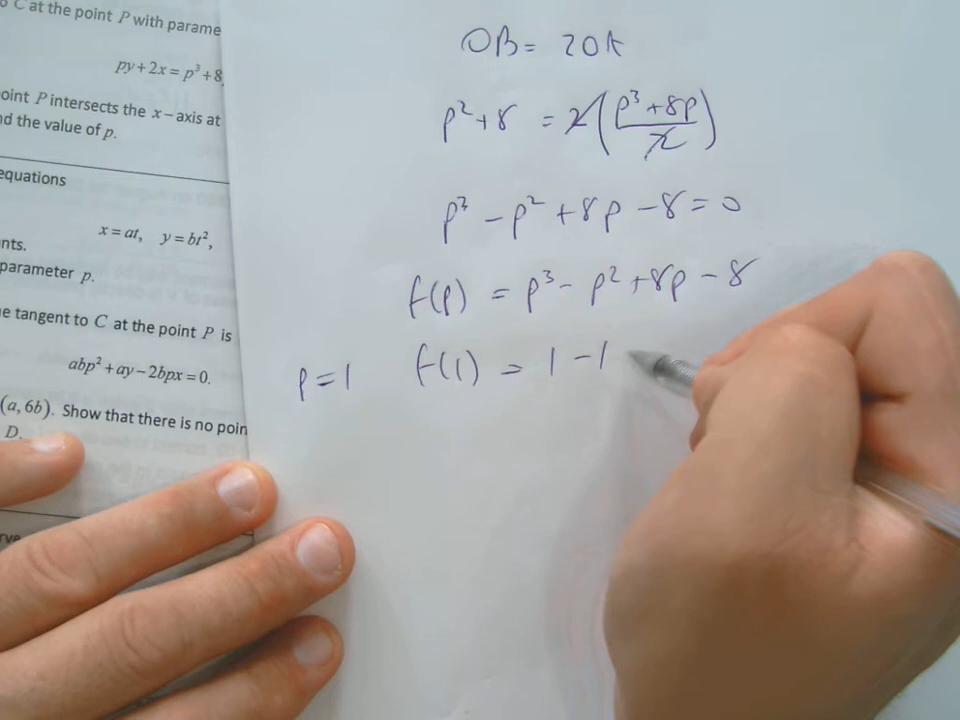 C at the point P with parame
py + 2x = p³ + 8
oint P intersects the x – axis at
nd the value of p.
equations
x = at, y = bt²,
nts.
parameter p.
e tangent to C at the point P is
abp² + ay – 2bpx = 0.
(a, 6b). Show that there is no poin
D.
rve
OB = 2OA
p² + 8 = 2(p³ + 8p / 2)
p³ – p² + 8p – 8 = 0
f(p) = p³ – p² + 8p – 8
p = 1 f(1) = 1 – 1